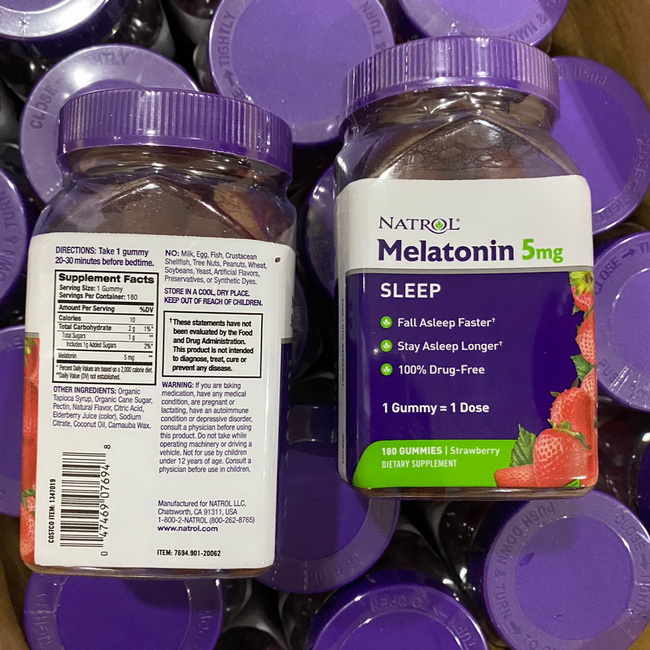 CLOSE TIGHTLY
DIRECTIONS: Take 1 gummy
20-30 minutes before bedtime.
Supplement Facts
Serving Size: 1 Gummy
Servings Per Container: 180
Amount Per Serving %DV
Calories 10
Total Carbohydrate 2 g 1%*
Total Sugars 1 g **
Includes 1g Added Sugars 2%*
Melatonin 5 mg **
* Percent Daily Values are based on a 2,000 calorie diet.
**Daily Value (DV) not established.
OTHER INGREDIENTS: Organic
Tapioca Syrup, Organic Cane Sugar,
Pectin, Natural Flavor, Citric Acid,
Elderberry Juice (color), Sodium
Citrate, Coconut Oil, Carnauba Wax.
COSTCO ITEM: 1347019
0 47469 07694 8
NO: Milk, Egg, Fish, Crustacean
Shellfish, Tree Nuts, Peanuts, Wheat,
Soybeans, Yeast, Artificial Flavors,
Preservatives, or Synthetic Dyes.
STORE IN A COOL, DRY PLACE.
KEEP OUT OF REACH OF CHILDREN.
†These statements have not
been evaluated by the Food
and Drug Administration.
This product is not intended
to diagnose, treat, cure or
prevent any disease.
WARNING: If you are taking
medication, have any medical
condition, are pregnant or
lactating, have an autoimmune
condition or depressive disorder,
consult a physician before using
this product. Do not take while
operating machinery or driving a
vehicle. Not for use by children
under 12 years of age. Consult a
physician before use in children.
Manufactured for NATROL LLC,
Chatsworth, CA 91311, USA
1-800-2-NATROL (800-262-8765)
www.natrol.com
ITEM: 7694.901-20062
NATROL®
Melatonin 5mg
SLEEP
Fall Asleep Faster†
Stay Asleep Longer†
100% Drug-Free
1 Gummy = 1 Dose
180 GUMMIES | Strawberry
DIETARY SUPPLEMENT
PUSH DOWN & TURN